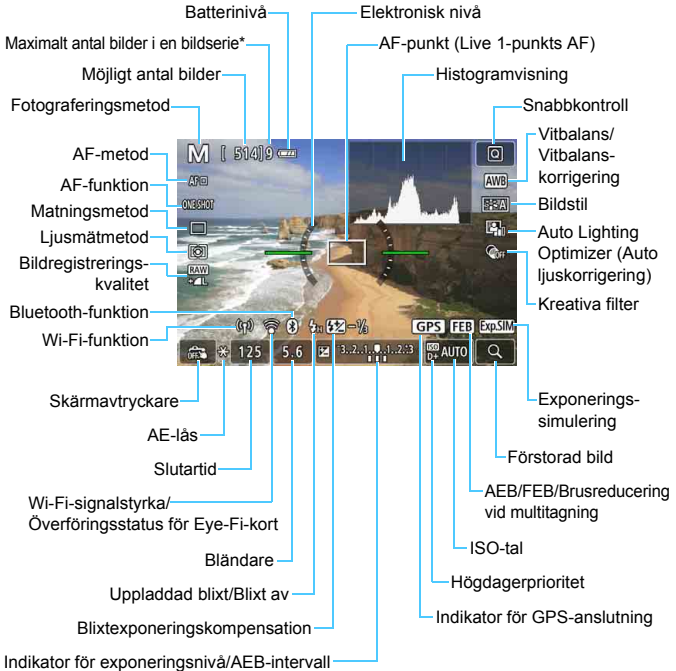 Batterinivå
Elektronisk nivå
Maximalt antal bilder i en bildserie*
AF-punkt (Live 1-punkts AF)
Möjligt antal bilder
Histogramvisning
Fotograferingsmetod
Snabbkontroll
AF-metod
AF-funktion
Matningsmetod
Ljusmätmetod
Bildregistrerings-
kvalitet
Bluetooth-funktion
Wi-Fi-funktion
Vitbalans/
Vitbalans-
korrigering
Bildstil
Auto Lighting
Optimizer (Auto
ljuskorrigering)
Kreativa filter
M [ 514] 9
Q
AF
AWB
ONE SHOT
A
RAW
L
OFF
-1/3
GPS FEB Exp.SIM
OFF
125 5.6 3..2..1..1..2..3 ISO D+ AUTO
Skärmavtryckare
AE-lås
Slutartid
Wi-Fi-signalstyrka/
Överföringsstatus för Eye-Fi-kort
Bländare
Uppladdad blixt/Blixt av
Blixtexponeringskompensation
Indikator för exponeringsnivå/AEB-intervall
Exponerings-
simulering
Förstorad bild
AEB/FEB/Brusreducering
vid multitagning
ISO-tal
Högdagerprioritet
Indikator för GPS-anslutning